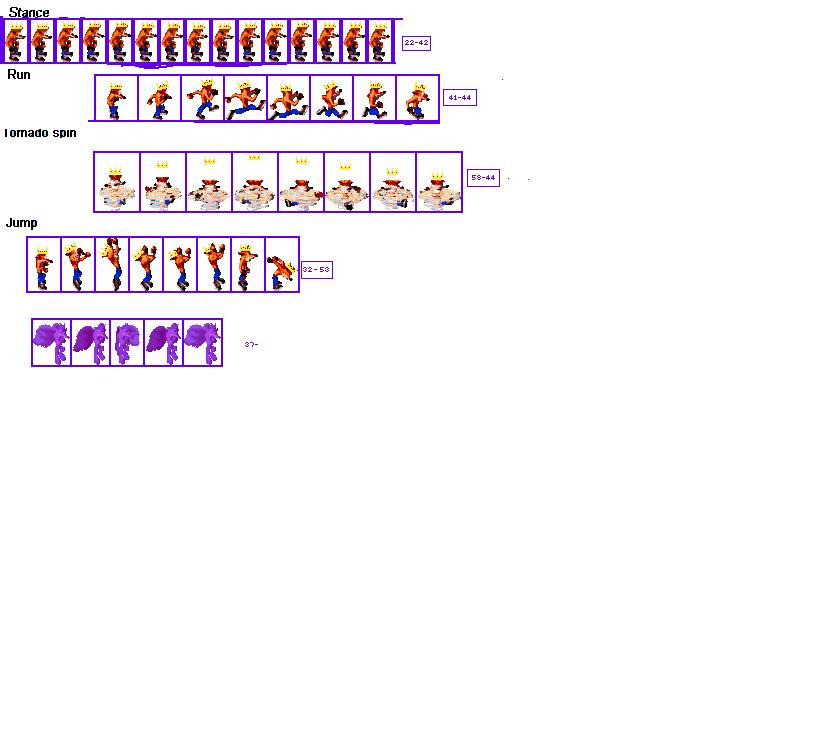 Stance
22-42
Run
41-44
Tornado spin
58-44
Jump
32-53
37-